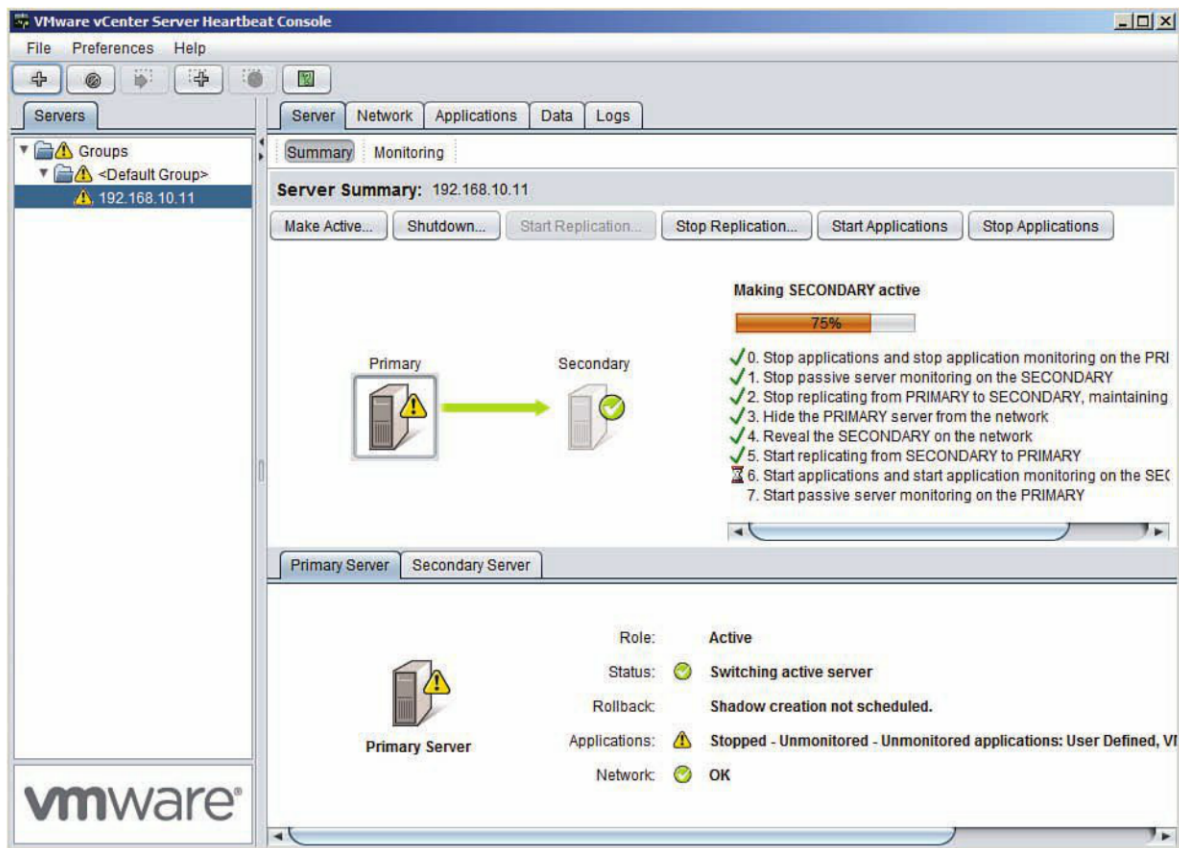 VMware vCenter Server Heartbeat Console
File Preferences Help
Servers
Server Network Applications Data Logs
Groups
<Default Group>
192.168.10.11
Summary Monitoring
Server Summary: 192.168.10.11
Make Active... Shutdown... Start Replication... Stop Replication... Start Applications Stop Applications
Making SECONDARY active
75%
Primary Secondary
0. Stop applications and stop application monitoring on the PRI
1. Stop passive server monitoring on the SECONDARY
2. Stop replicating from PRIMARY to SECONDARY, maintaining
3. Hide the PRIMARY server from the network
4. Reveal the SECONDARY on the network
5. Start replicating from SECONDARY to PRIMARY
6. Start applications and start application monitoring on the SEC
7. Start passive server monitoring on the PRIMARY
Primary Server Secondary Server
Role: Active
Status: Switching active server
Rollback: Shadow creation not scheduled.
Applications: Stopped - Unmonitored - Unmonitored applications: User Defined, VM
Network: OK
Primary Server
vmware®